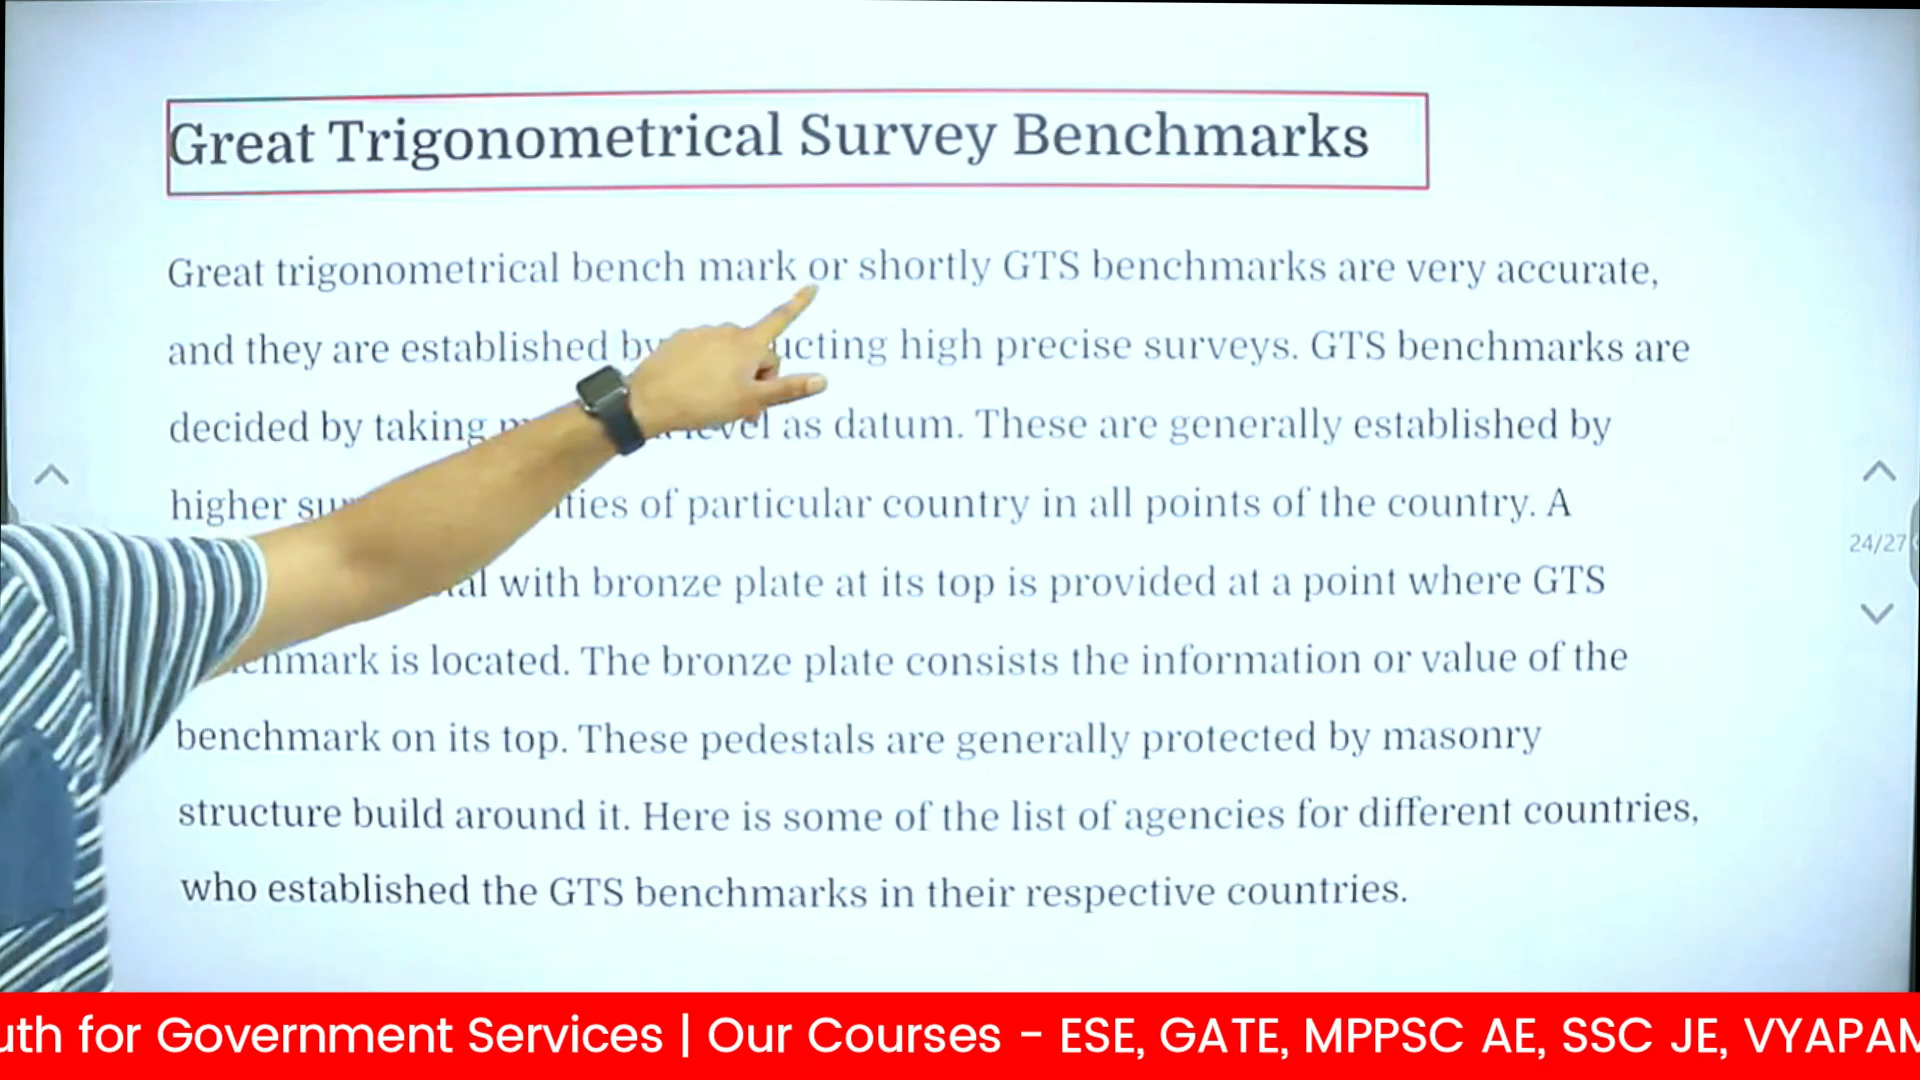 Great Trigonometrical Survey Benchmarks
Great trigonometrical bench mark or shortly GTS benchmarks are very accurate,
and they are established by high precise surveys. GTS benchmarks are
decided by taking as datum. These are generally established by
higher of particular country in all points of the country. A
with bronze plate at its top is provided at a point where GTS
is located. The bronze plate consists the information or value of the
benchmark on its top. These pedestals are generally protected by masonry
structure build around it. Here is some of the list of agencies for different countries,
who established the GTS benchmarks in their respective countries.
24/27
for Government Services | Our Courses - ESE, GATE, MPPSC AE, SSC JE, VYAPAM